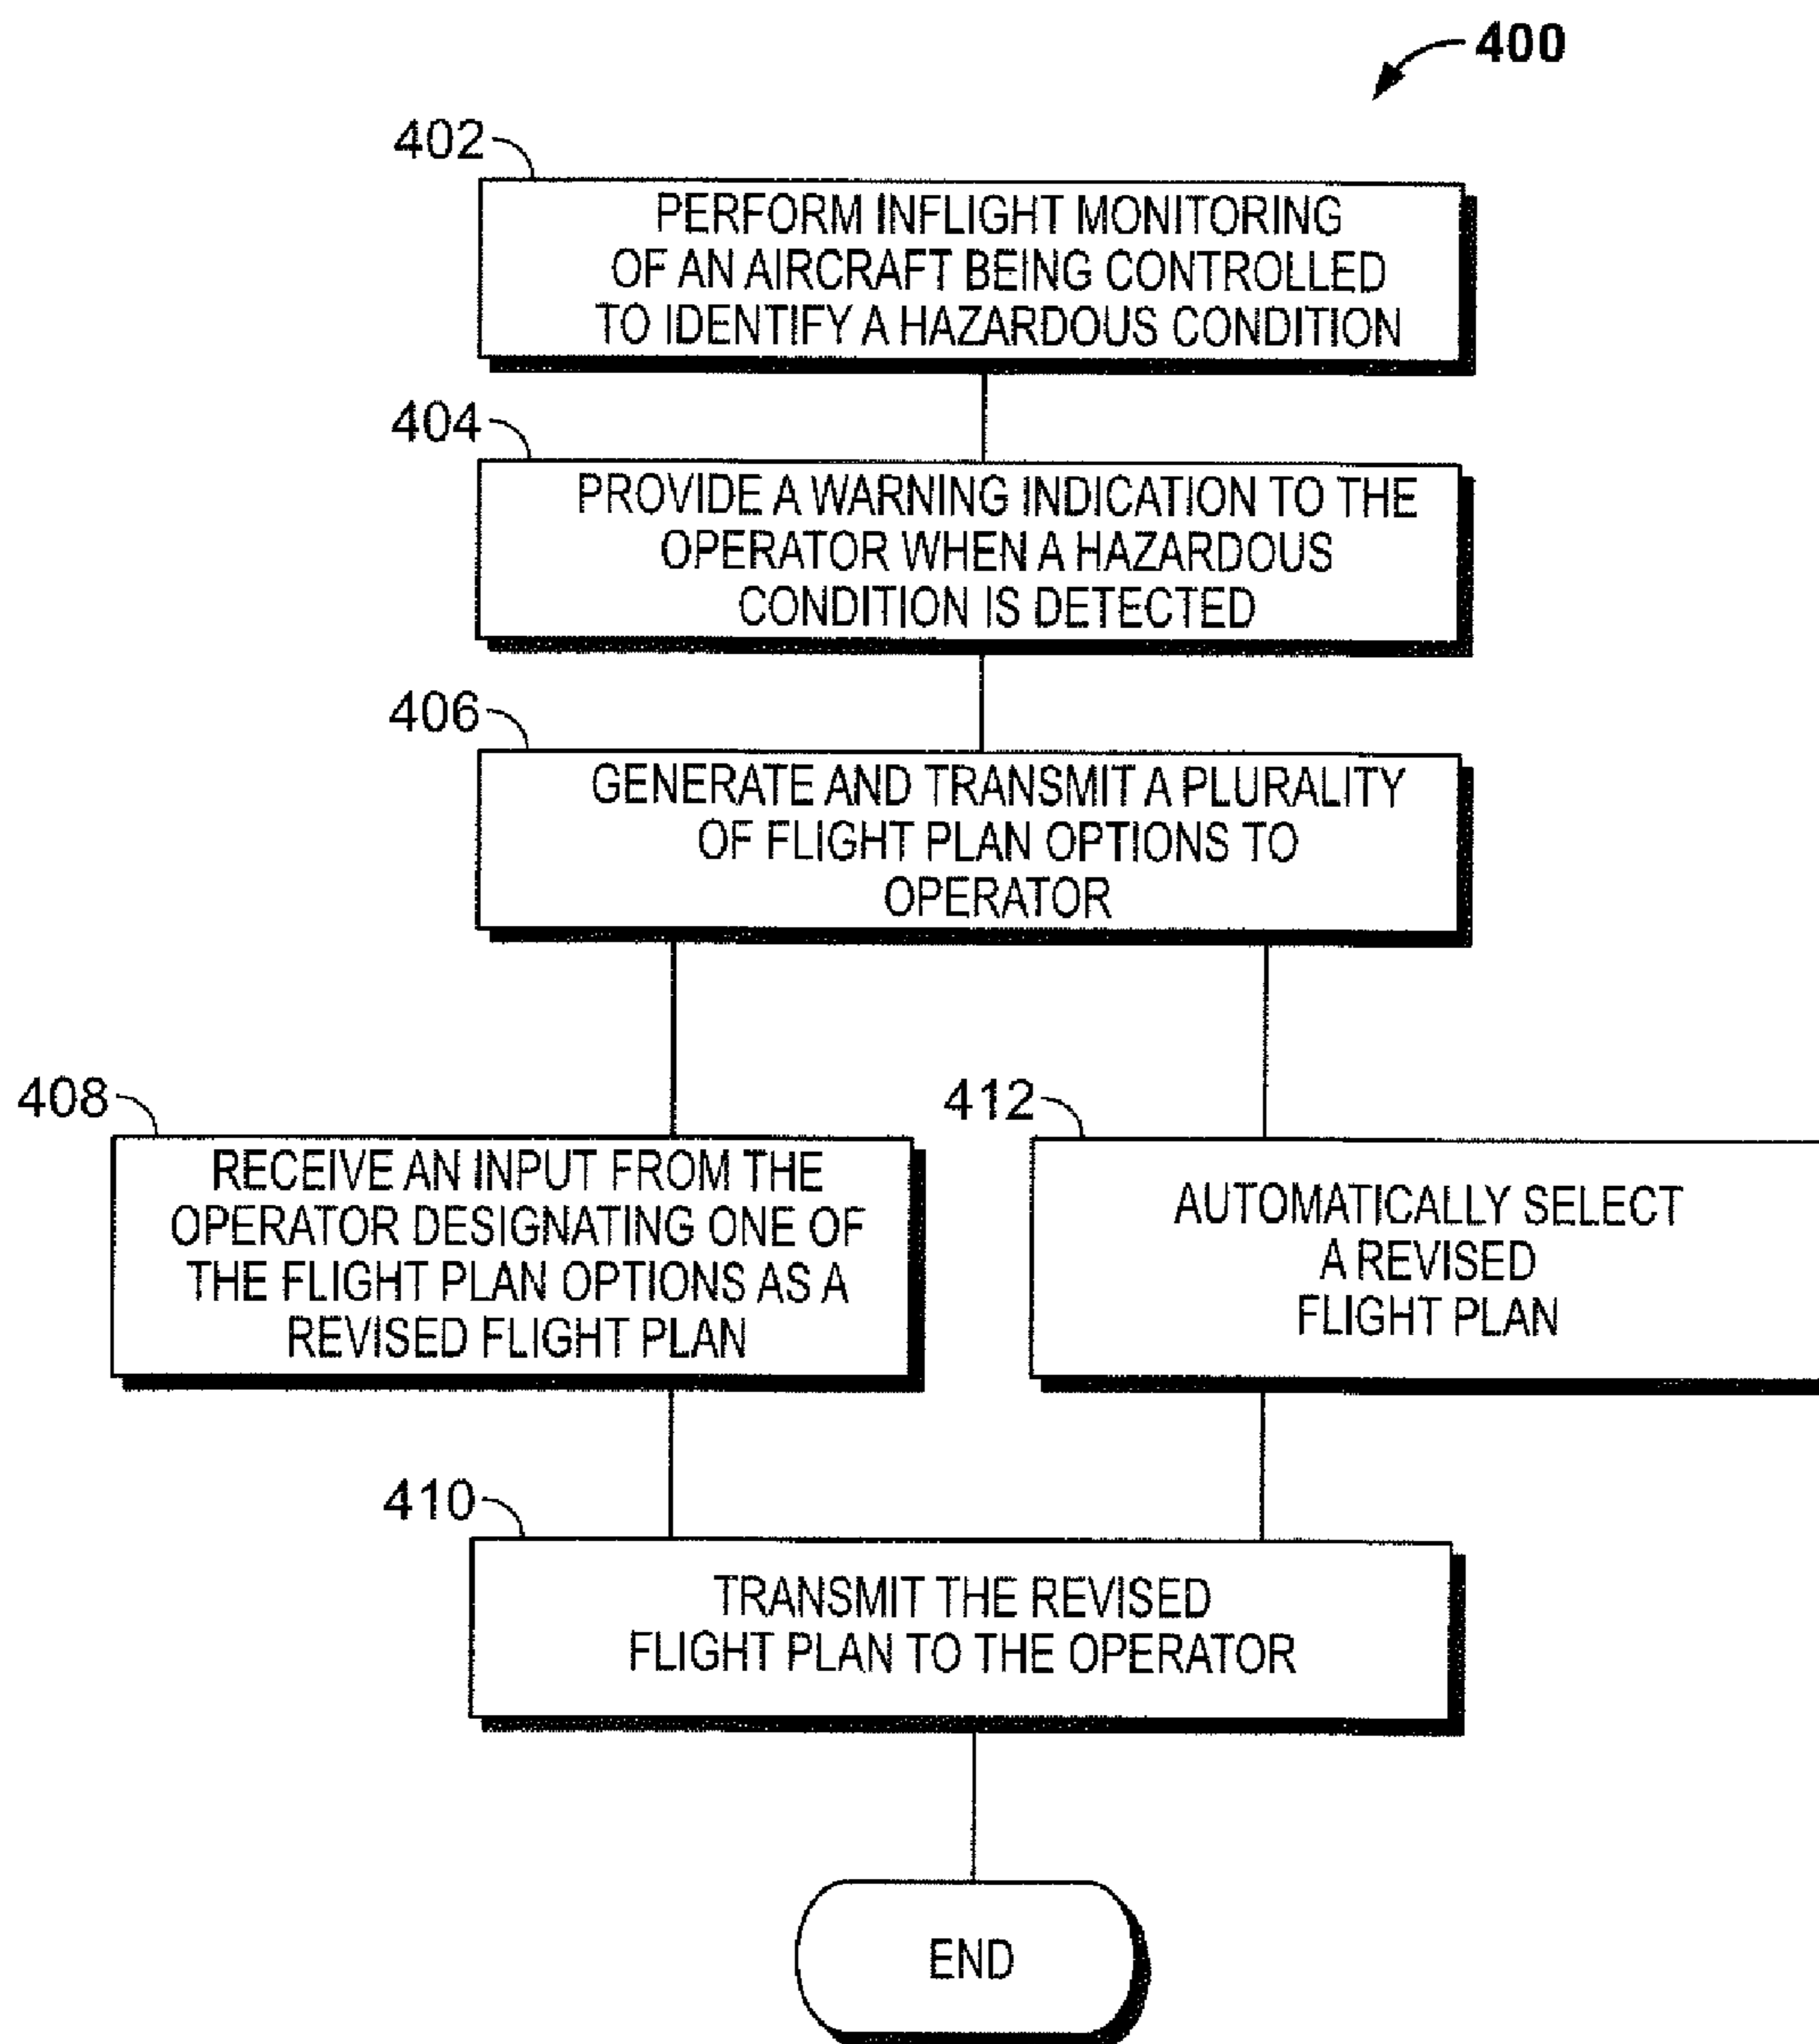 400
402
PERFORM INFLIGHT MONITORING
OF AN AIRCRAFT BEING CONTROLLED
TO IDENTIFY A HAZARDOUS CONDITION
404
PROVIDE A WARNING INDICATION TO THE
OPERATOR WHEN A HAZARDOUS
CONDITION IS DETECTED
406
GENERATE AND TRANSMIT A PLURALITY
OF FLIGHT PLAN OPTIONS TO
OPERATOR
408
RECEIVE AN INPUT FROM THE
OPERATOR DESIGNATING ONE OF
THE FLIGHT PLAN OPTIONS AS A
REVISED FLIGHT PLAN
412
AUTOMATICALLY SELECT
A REVISED
FLIGHT PLAN
410
TRANSMIT THE REVISED
FLIGHT PLAN TO THE OPERATOR
END